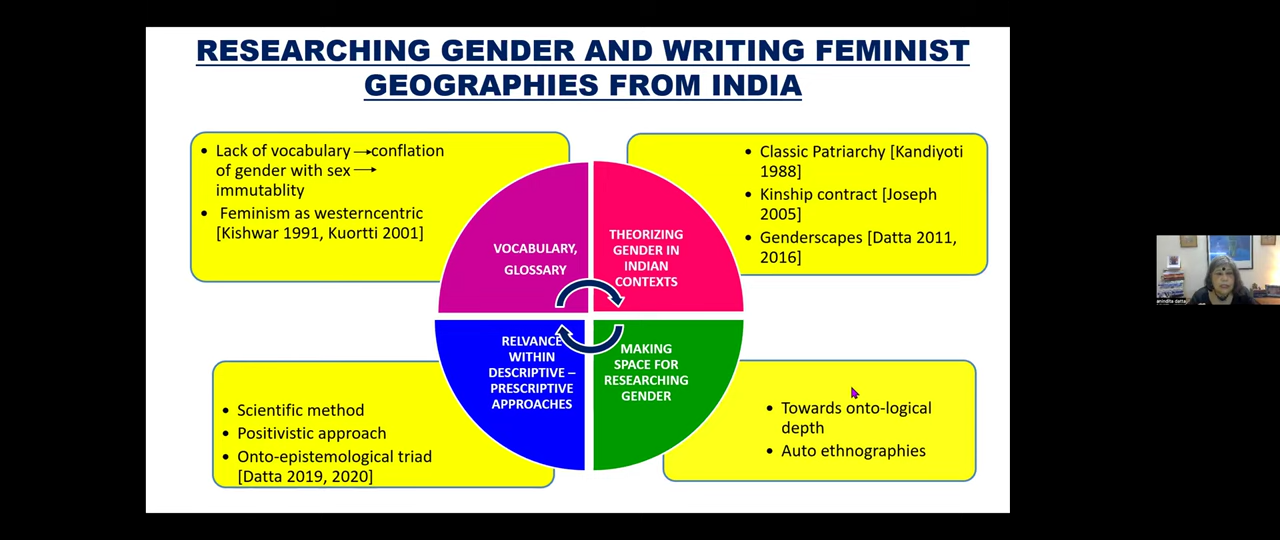 RESEARCHING GENDER AND WRITING FEMINIST
GEOGRAPHIES FROM INDIA
• Lack of vocabulary →conflation
of gender with sex →
immutablity
• Feminism as westerncentric
[Kishwar 1991, Kuortti 2001]
• Classic Patriarchy [Kandiyoti
1988]
• Kinship contract [Joseph
2005]
• Genderscapes [Datta 2011,
2016]
VOCABULARY,
GLOSSARY
THEORIZING
GENDER IN
INDIAN
CONTEXTS
RELVANCE
WITHIN
DESCRIPTIVE –
PRESCRIPTIVE
APPROACHES
MAKING
SPACE FOR
RESEARCHING
GENDER
• Scientific method
• Positivistic approach
• Onto-epistemological triad
[Datta 2019, 2020]
• Towards onto-logical
depth
• Auto ethnographies
anindita datta